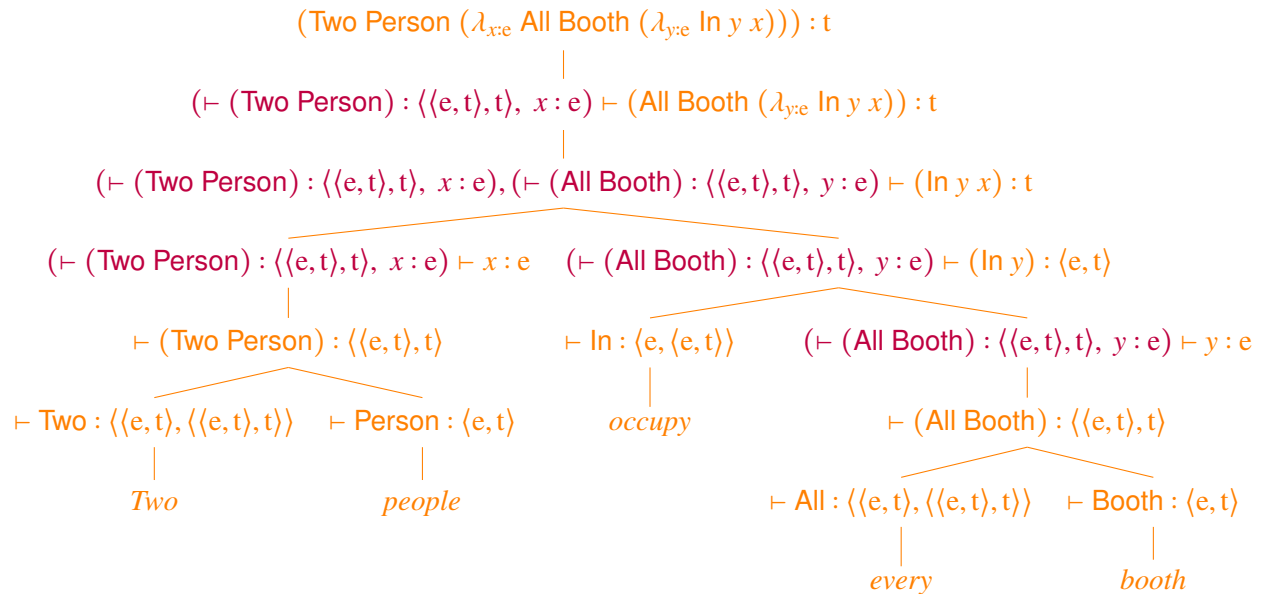 (Two Person (λx:e All Booth (λy:e In y x))) : t
(⊢ (Two Person) : ⟨⟨e, t⟩, t⟩, x : e) ⊢ (All Booth (λy:e In y x)) : t
(⊢ (Two Person) : ⟨⟨e, t⟩, t⟩, x : e), (⊢ (All Booth) : ⟨⟨e, t⟩, t⟩, y : e) ⊢ (In y x) : t
(⊢ (Two Person) : ⟨⟨e, t⟩, t⟩, x : e) ⊢ x : e (⊢ (All Booth) : ⟨⟨e, t⟩, t⟩, y : e) ⊢ (In y) : ⟨e, t⟩
⊢ (Two Person) : ⟨⟨e, t⟩, t⟩ ⊢ In : ⟨e, ⟨e, t⟩⟩ (⊢ (All Booth) : ⟨⟨e, t⟩, t⟩, y : e) ⊢ y : e
⊢ Two : ⟨⟨e, t⟩, ⟨⟨e, t⟩, t⟩⟩ ⊢ Person : ⟨e, t⟩ occupy ⊢ (All Booth) : ⟨⟨e, t⟩, t⟩
Two people ⊢ All : ⟨⟨e, t⟩, ⟨⟨e, t⟩, t⟩⟩ ⊢ Booth : ⟨e, t⟩
every booth